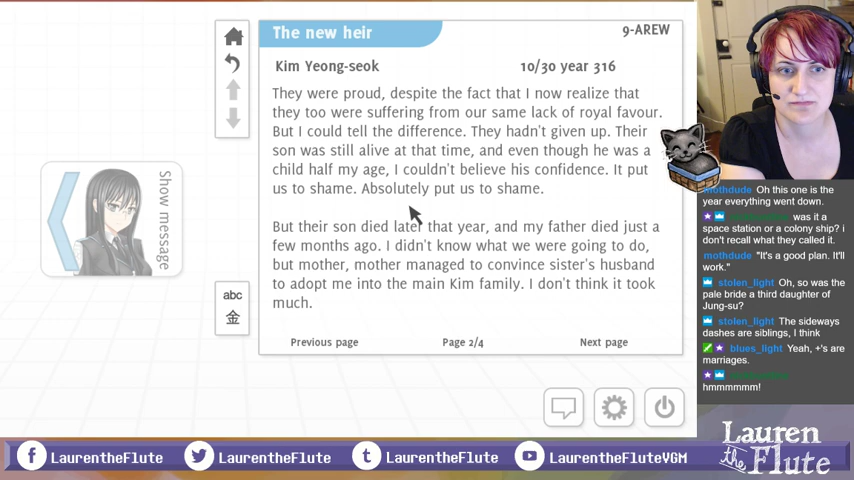 The new heir
9-AREW
Kim Yeong-seok
10/30 year 316
They were proud, despite the fact that I now realize that
they too were suffering from our same lack of royal favour.
But I could tell the difference. They hadn't given up. Their
son was still alive at that time, and even though he was a
child half my age, I couldn't believe his confidence. It put
us to shame. Absolutely put us to shame.
But their son died later that year, and my father died just a
few months ago. I didn't know what we were going to do,
but mother, mother managed to convince sister's husband
to adopt me into the main Kim family. I don't think it took
much.
Previous page
Page 2/4
Next page
Show message
abc
金
mothdude Oh this one is the
year everything went down.
was it a
space station or a colony ship? i
don't recall what they called it.
mothdude "It's a good plan. It'll
work."
stolen_light Oh, so was the
pale bride a third daughter of
Jung-su?
stolen_light The sideways
dashes are siblings, I think
blues_light Yeah, +'s are
marriages.
hmmmmmm!
Lauren
the Flute
LaurentheFlute
LaurentheFlute
LaurentheFlute
LaurentheFluteVGM